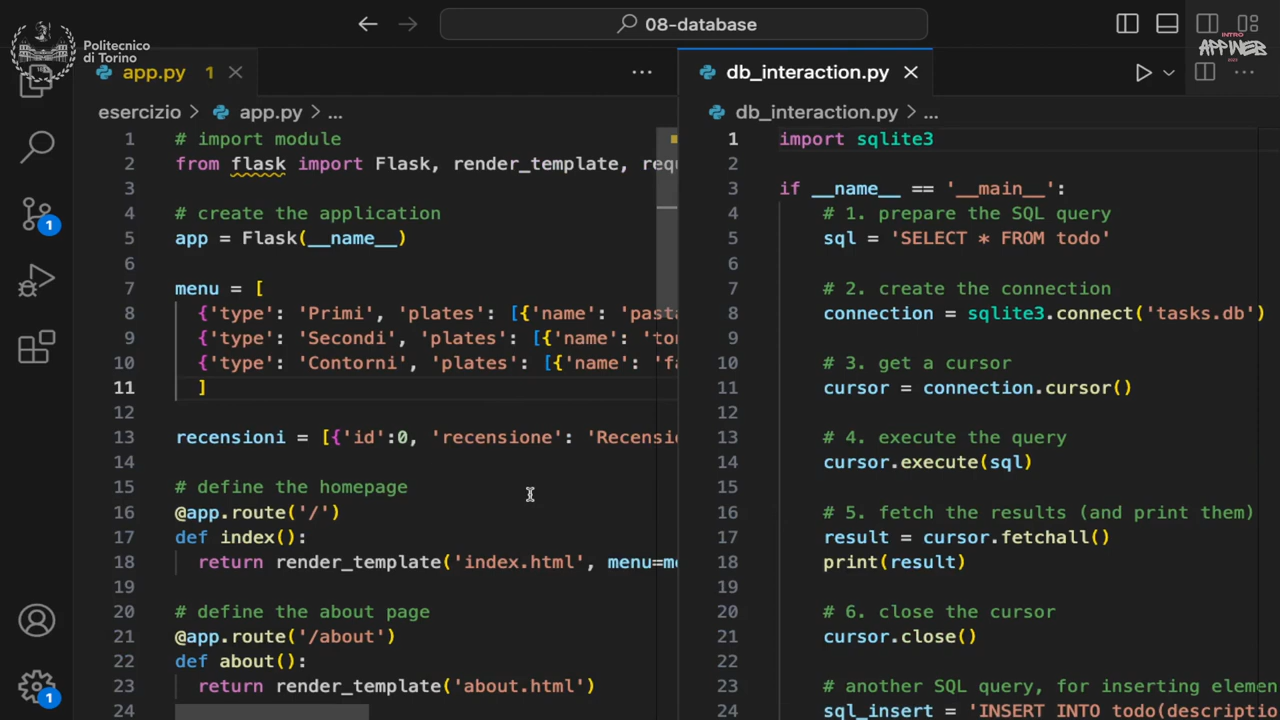 Politecnico
di Torino
08-database
INTRO
APPWEB
app.py 1
esercizio > app.py > ...
1 # import module
2 from flask import Flask, render_template, requ
3
4 # create the application
5 app = Flask(__name__)
6
7 menu = [
8 {'type': 'Primi', 'plates': [{'name': 'pasta
9 {'type': 'Secondi', 'plates': [{'name': 'ton
10 {'type': 'Contorni', 'plates': [{'name': 'fa
11 ]
12
13 recensioni = [{'id':0, 'recensione': 'Recensio
14
15 # define the homepage
16 @app.route('/')
17 def index():
18 return render_template('index.html', menu=me
19
20 # define the about page
21 @app.route('/about')
22 def about():
23 return render_template('about.html')
24
1
1
db_interaction.py
db_interaction.py > ...
1 import sqlite3
2
3 if __name__ == '__main__':
4 # 1. prepare the SQL query
5 sql = 'SELECT * FROM todo'
6
7 # 2. create the connection
8 connection = sqlite3.connect('tasks.db')
9
10 # 3. get a cursor
11 cursor = connection.cursor()
12
13 # 4. execute the query
14 cursor.execute(sql)
15
16 # 5. fetch the results (and print them)
17 result = cursor.fetchall()
18 print(result)
19
20 # 6. close the cursor
21 cursor.close()
22
23 # another SQL query, for inserting elemen
24 sql_insert = 'INSERT INTO todo(descriptio